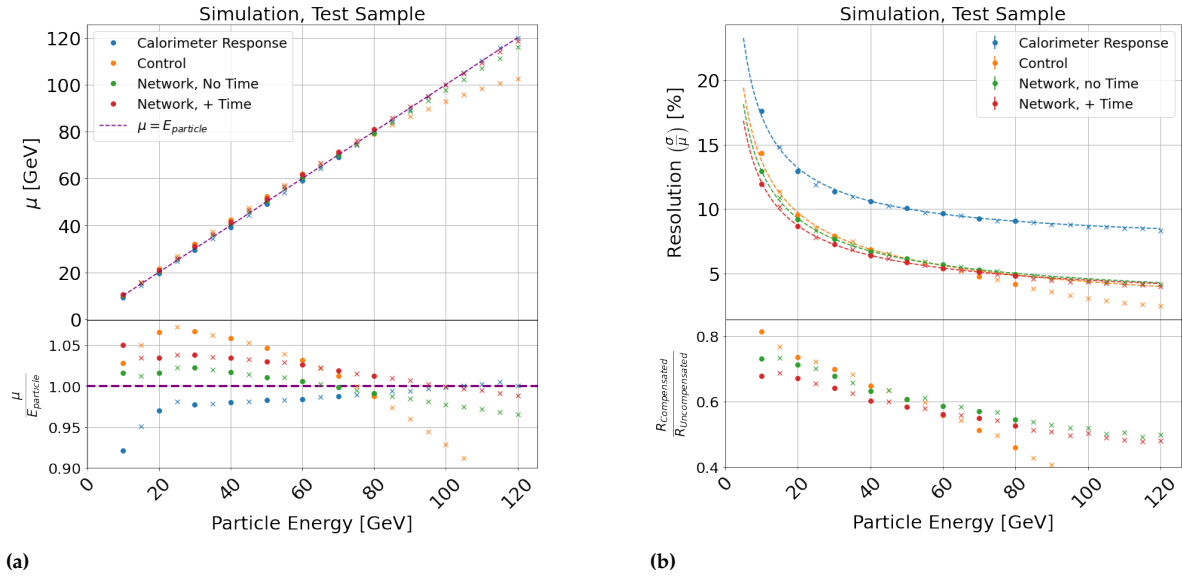 Simulation, Test Sample
120
100
80
60
40
20
0
μ [GeV]
Calorimeter Response
Control
Network, No Time
Network, + Time
μ = E_particle
1.05
1.00
0.95
0.90
μ / E_particle
0 20 40 60 80 100 120
Particle Energy [GeV]
(a)
Simulation, Test Sample
20
15
10
5
Resolution (σ/μ) [%]
Calorimeter Response
Control
Network, no Time
Network, + Time
0.8
0.6
0.4
R_Compensated / R_Uncompensated
0 20 40 60 80 100 120
Particle Energy [GeV]
(b)